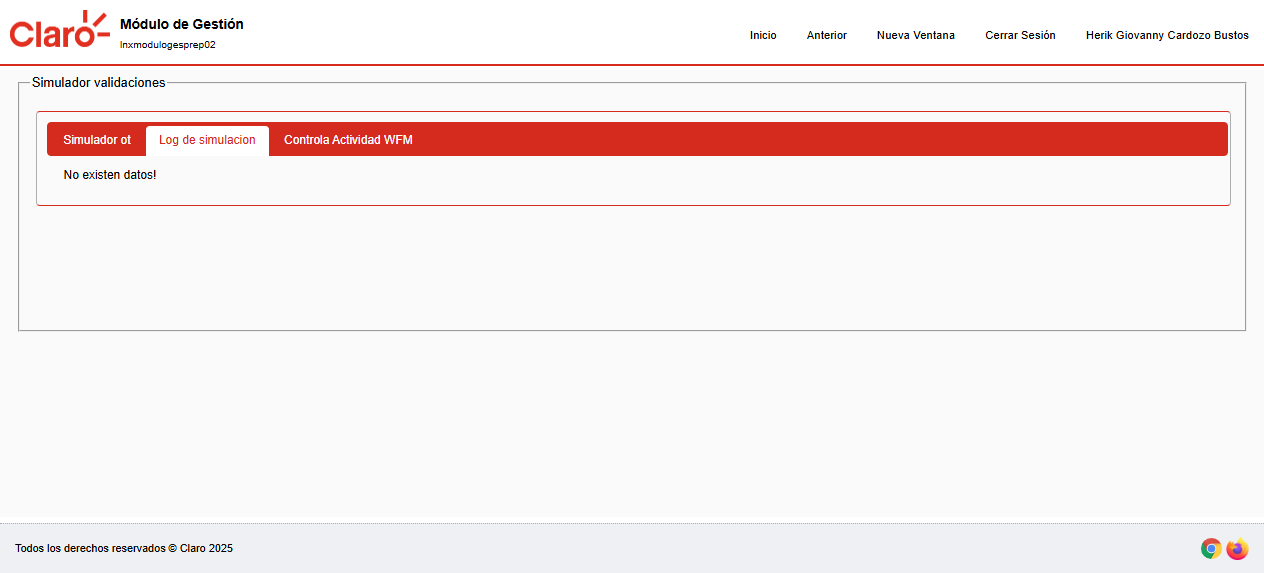 Claro
Módulo de Gestión
lnxmodulogesprep02
Inicio Anterior Nueva Ventana Cerrar Sesión Herik Giovanny Cardozo Bustos
Simulador validaciones
Simulador ot Log de simulacion Controla Actividad WFM
No existen datos!
Todos los derechos reservados © Claro 2025